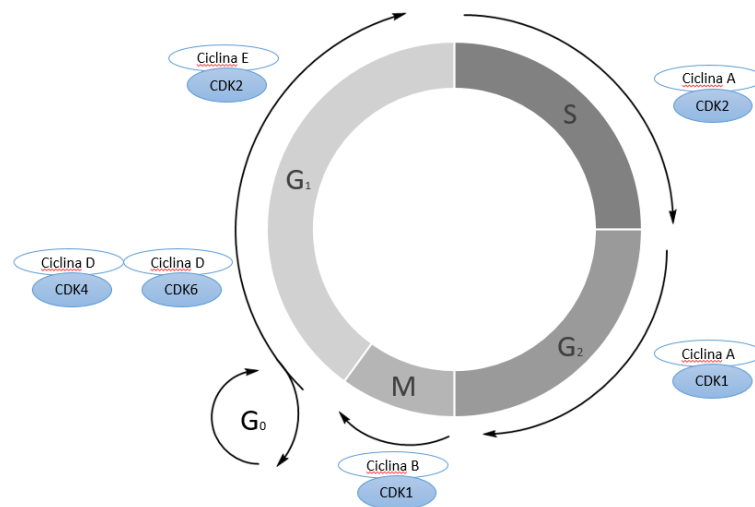 Ciclina E
CDK2
Ciclina A
CDK2
S
G₁
Ciclina D
CDK4
Ciclina D
CDK6
G₂
Ciclina A
CDK1
M
G₀
Ciclina B
CDK1